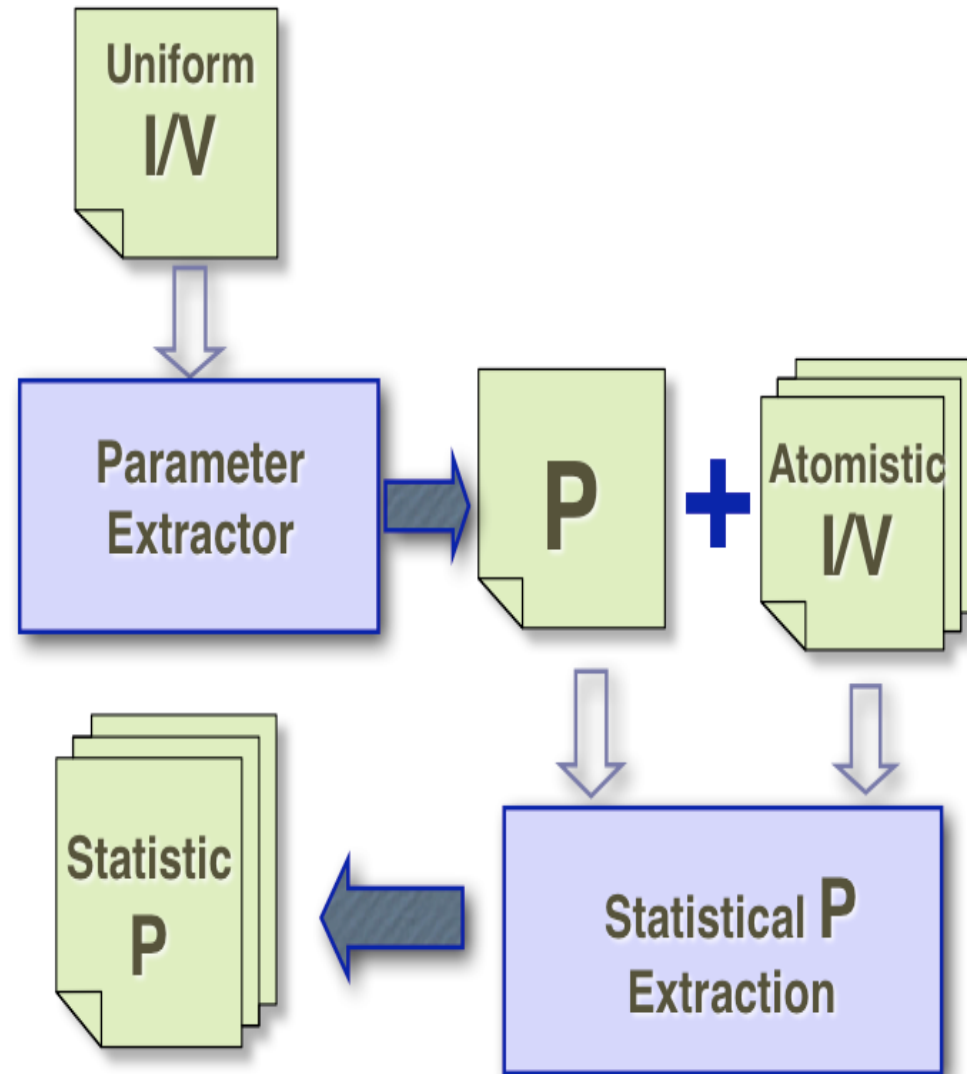 Uniform
I/V
Parameter
Extractor
P
+
Atomistic
I/V
Statistic
P
Statistical P
Extraction